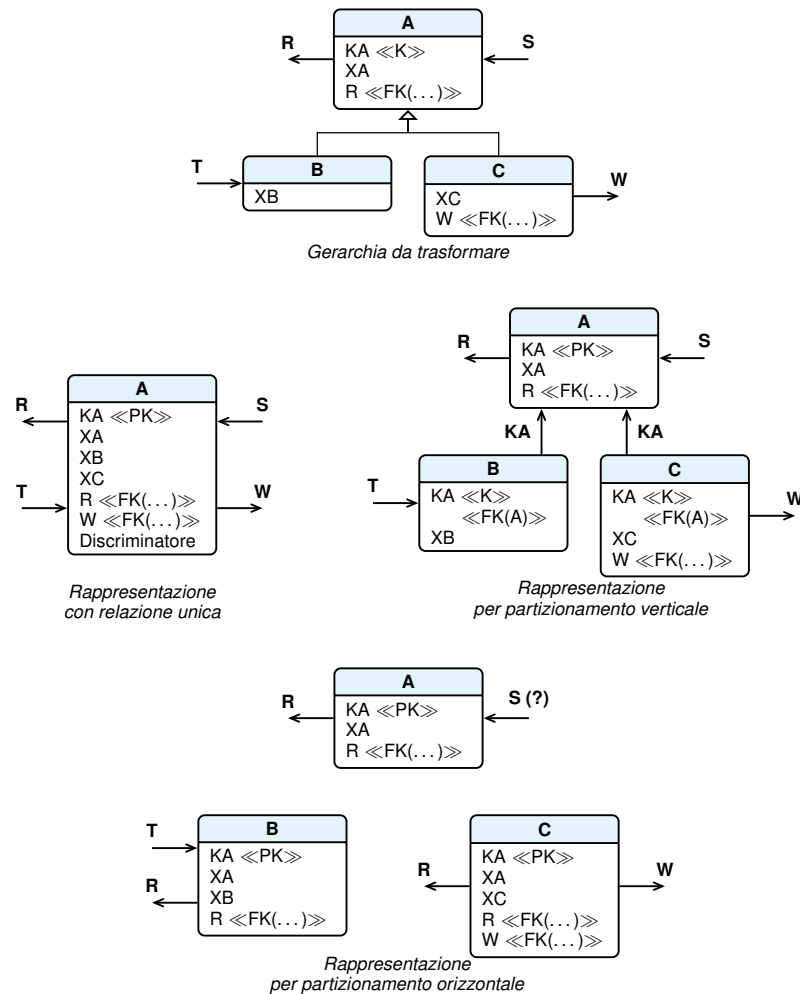 A
R
S
KA ≪K≫
XA
R ≪FK(...)≫
T
B
XB
C
XC
W ≪FK(...)≫
W
Gerarchia da trasformare
A
R
S
KA ≪PK≫
XA
XB
XC
T
W
R ≪FK(...)≫
W ≪FK(...)≫
Discriminatore
Rappresentazione
con relazione unica
A
R
S
KA ≪PK≫
XA
R ≪FK(...)≫
KA
KA
T
B
KA ≪K≫
≪FK(A)≫
XB
C
KA ≪K≫
≪FK(A)≫
XC
W ≪FK(...)≫
W
Rappresentazione
per partizionamento verticale
A
R
S (?)
KA ≪PK≫
XA
R ≪FK(...)≫
T
B
KA ≪PK≫
XA
R
XB
R ≪FK(...)≫
C
KA ≪PK≫
R
W
XA
XC
R ≪FK(...)≫
W ≪FK(...)≫
Rappresentazione
per partizionamento orizzontale